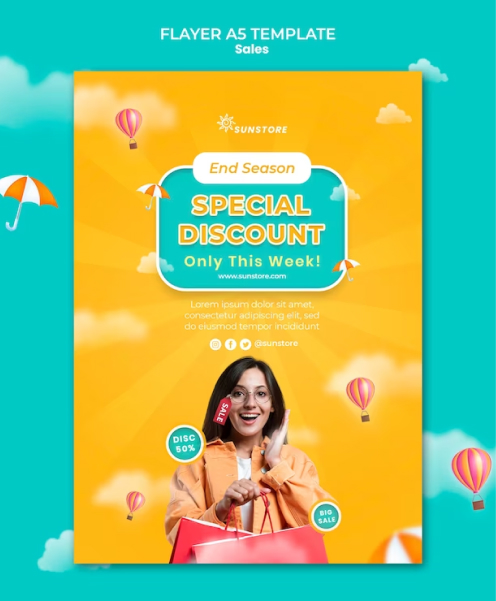 FLAYER A5 TEMPLATE
Sales
SUNSTORE
End Season
SPECIAL
DISCOUNT
Only This Week!
www.sunstore.com
Lorem ipsum dolor sit amet,
consectetur adipiscing elit, sed
do eiusmod tempor incididunt
@sunstore
SALE
DISC
50%
BIG
SALE